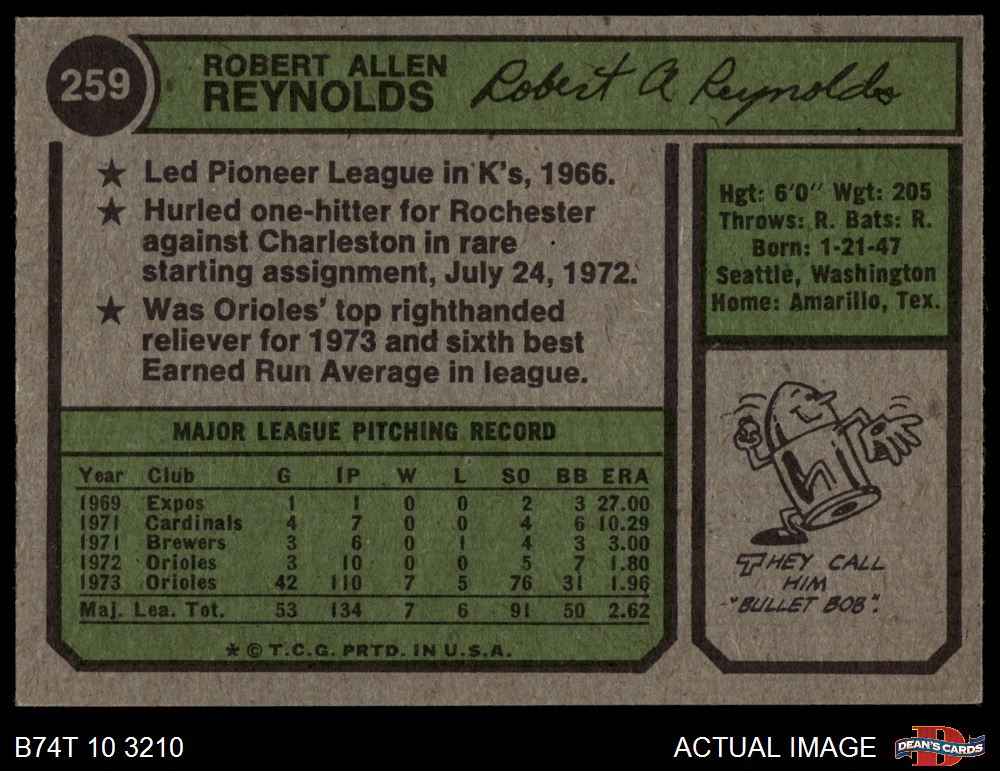 259
ROBERT ALLEN
REYNOLDS
Robert A Reynolds
★ Led Pioneer League in K's, 1966.
★ Hurled one-hitter for Rochester
against Charleston in rare
starting assignment, July 24, 1972.
★ Was Orioles' top righthanded
reliever for 1973 and sixth best
Earned Run Average in league.
Hgt: 6'0" Wgt: 205
Throws: R. Bats: R.
Born: 1-21-47
Seattle, Washington
Home: Amarillo, Tex.
MAJOR LEAGUE PITCHING RECORD
Year Club G IP W L SO BB ERA
1969 Expos 1 1 0 0 2 3 27.00
1971 Cardinals 4 7 0 0 4 6 10.29
1971 Brewers 3 6 0 1 4 3 3.00
1972 Orioles 3 10 0 0 5 7 1.80
1973 Orioles 42 110 7 5 76 31 1.96
Maj. Lea. Tot. 53 134 7 6 91 50 2.62
* © T.C.G. PRTD. IN U.S.A.
THEY CALL
HIM
"BULLET BOB".
B74T 10 3210
ACTUAL IMAGE
D
DEAN'S CARDS